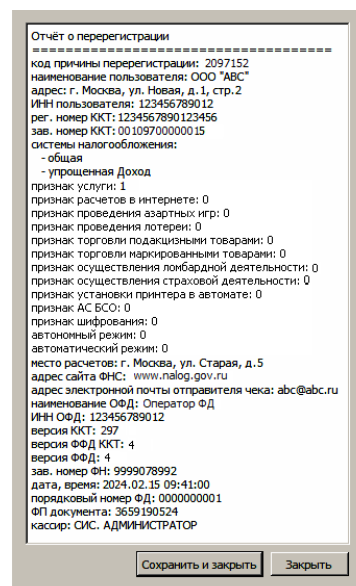 Отчёт о перерегистрации
=====================================
код причины перерегистрации: 2097152
наименование пользователя: ООО "АВС"
адрес: г. Москва, ул. Новая, д.1, стр.2
ИНН пользователя: 123456789012
рег. номер ККТ: 1234567890123456
зав. номер ККТ: 00109700000015
системы налогообложения:
- общая
- упрощенная Доход
признак услуги: 1
признак расчетов в интернете: 0
признак проведения азартных игр: 0
признак проведения лотереи: 0
признак торговли подакцизными товарами: 0
признак торговли маркированными товарами: 0
признак осуществления ломбардной деятельности: 0
признак осуществления страховой деятельности: 0
признак установки принтера в автомате: 0
признак АС БСО: 0
признак шифрования: 0
автономный режим: 0
автоматический режим: 0
место расчетов: г. Москва, ул. Старая, д.5
адрес сайта ФНС: www.nalog.gov.ru
адрес электронной почты отправителя чека: abc@abc.ru
наименование ОФД: Оператор ФД
ИНН ОФД: 123456789012
версия ККТ: 297
версия ФФД ККТ: 4
версия ФФД: 4
зав. номер ФН: 9999078992
дата, время: 2024.02.15 09:41:00
порядковый номер ФД: 0000000001
ФП документа: 3659190524
кассир: СИС. АДМИНИСТРАТОР
Сохранить и закрыть Закрыть